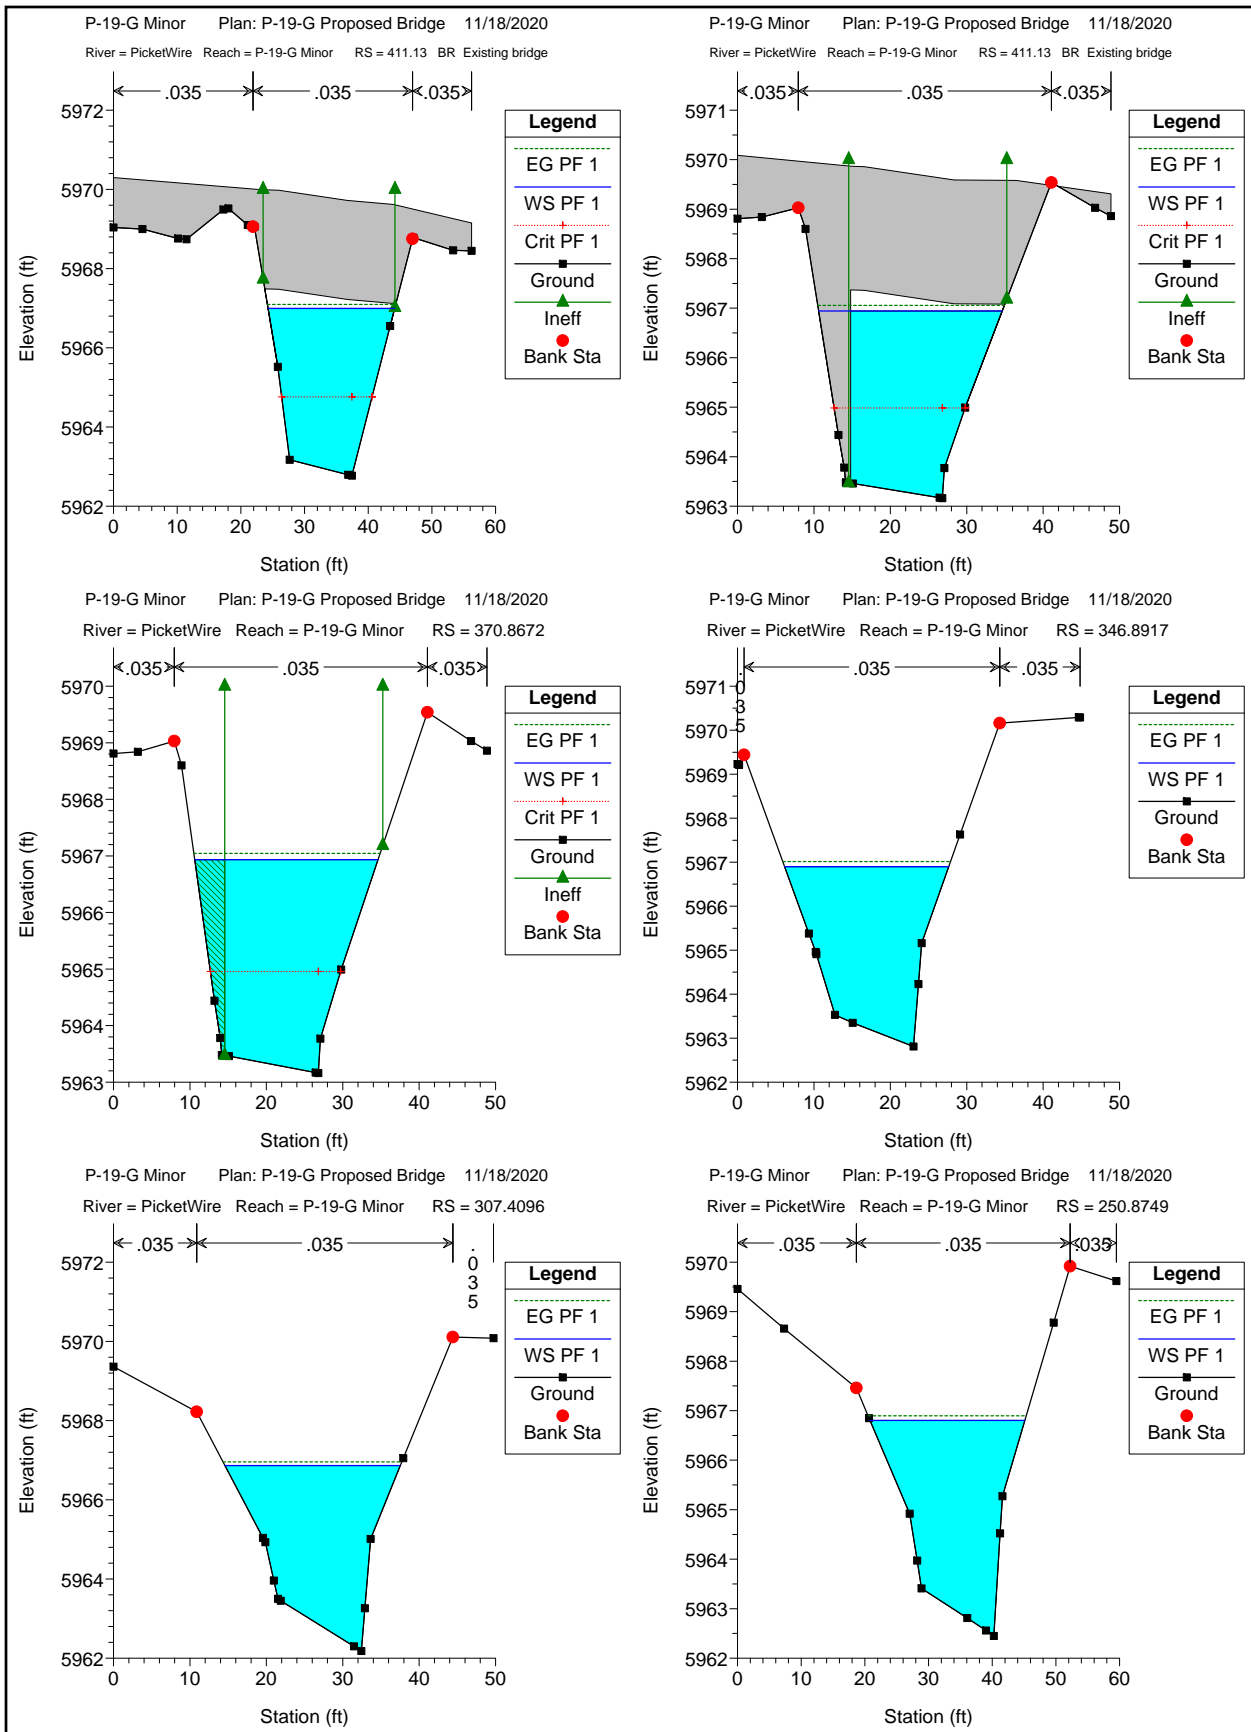 P-19-G Minor Plan: P-19-G Proposed Bridge 11/18/2020
River = PicketWire Reach = P-19-G Minor RS = 411.13 BR Existing bridge
.035 .035 .035
5972
5970
5968
5966
5964
5962
Elevation (ft)
0 10 20 30 40 50 60
Station (ft)
Legend
EG PF 1
WS PF 1
Crit PF 1
Ground
Ineff
Bank Sta
P-19-G Minor Plan: P-19-G Proposed Bridge 11/18/2020
River = PicketWire Reach = P-19-G Minor RS = 411.13 BR Existing bridge
.035 .035 .035
5971
5970
5969
5968
5967
5966
5965
5964
5963
Elevation (ft)
0 10 20 30 40 50
Station (ft)
Legend
EG PF 1
WS PF 1
Crit PF 1
Ground
Ineff
Bank Sta
P-19-G Minor Plan: P-19-G Proposed Bridge 11/18/2020
River = PicketWire Reach = P-19-G Minor RS = 370.8672
.035 .035 .035
5970
5969
5968
5967
5966
5965
5964
5963
Elevation (ft)
0 10 20 30 40 50
Station (ft)
Legend
EG PF 1
WS PF 1
Crit PF 1
Ground
Ineff
Bank Sta
P-19-G Minor Plan: P-19-G Proposed Bridge 11/18/2020
River = PicketWire Reach = P-19-G Minor RS = 346.8917
.035 .035 .035
5971
5970
5969
5968
5967
5966
5965
5964
5963
5962
Elevation (ft)
0 10 20 30 40 50
Station (ft)
Legend
EG PF 1
WS PF 1
Ground
Bank Sta
P-19-G Minor Plan: P-19-G Proposed Bridge 11/18/2020
River = PicketWire Reach = P-19-G Minor RS = 307.4096
.035 .035 .035
5972
5970
5968
5966
5964
5962
Elevation (ft)
0 10 20 30 40 50
Station (ft)
Legend
EG PF 1
WS PF 1
Ground
Bank Sta
P-19-G Minor Plan: P-19-G Proposed Bridge 11/18/2020
River = PicketWire Reach = P-19-G Minor RS = 250.8749
.035 .035 .035
5970
5969
5968
5967
5966
5965
5964
5963
5962
Elevation (ft)
0 10 20 30 40 50 60
Station (ft)
Legend
EG PF 1
WS PF 1
Ground
Bank Sta